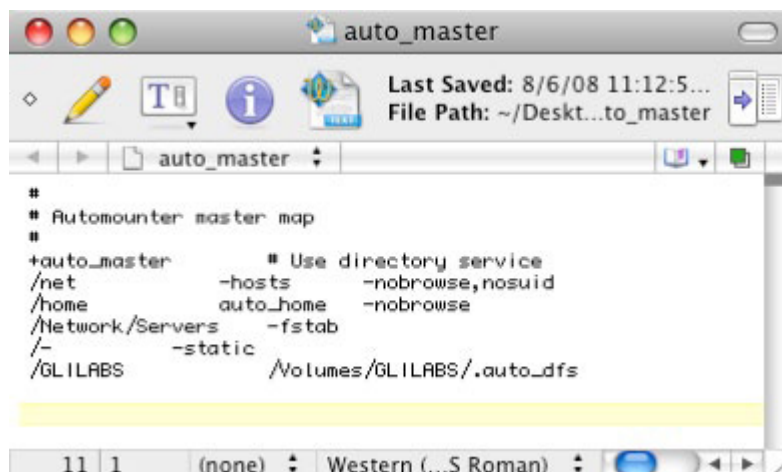 auto_master
Last Saved: 8/6/08 11:12:5...
File Path: ~/Deskt...to_master
auto_master
#
# Automounter master map
#
+auto_master # Use directory service
/net -hosts -nobrowse,nosuid
/home auto_home -nobrowse
/Network/Servers -fstab
/- -static
/GLILABS /Volumes/GLILABS/.auto_dfs
11 1 (none) Western (...S Roman)